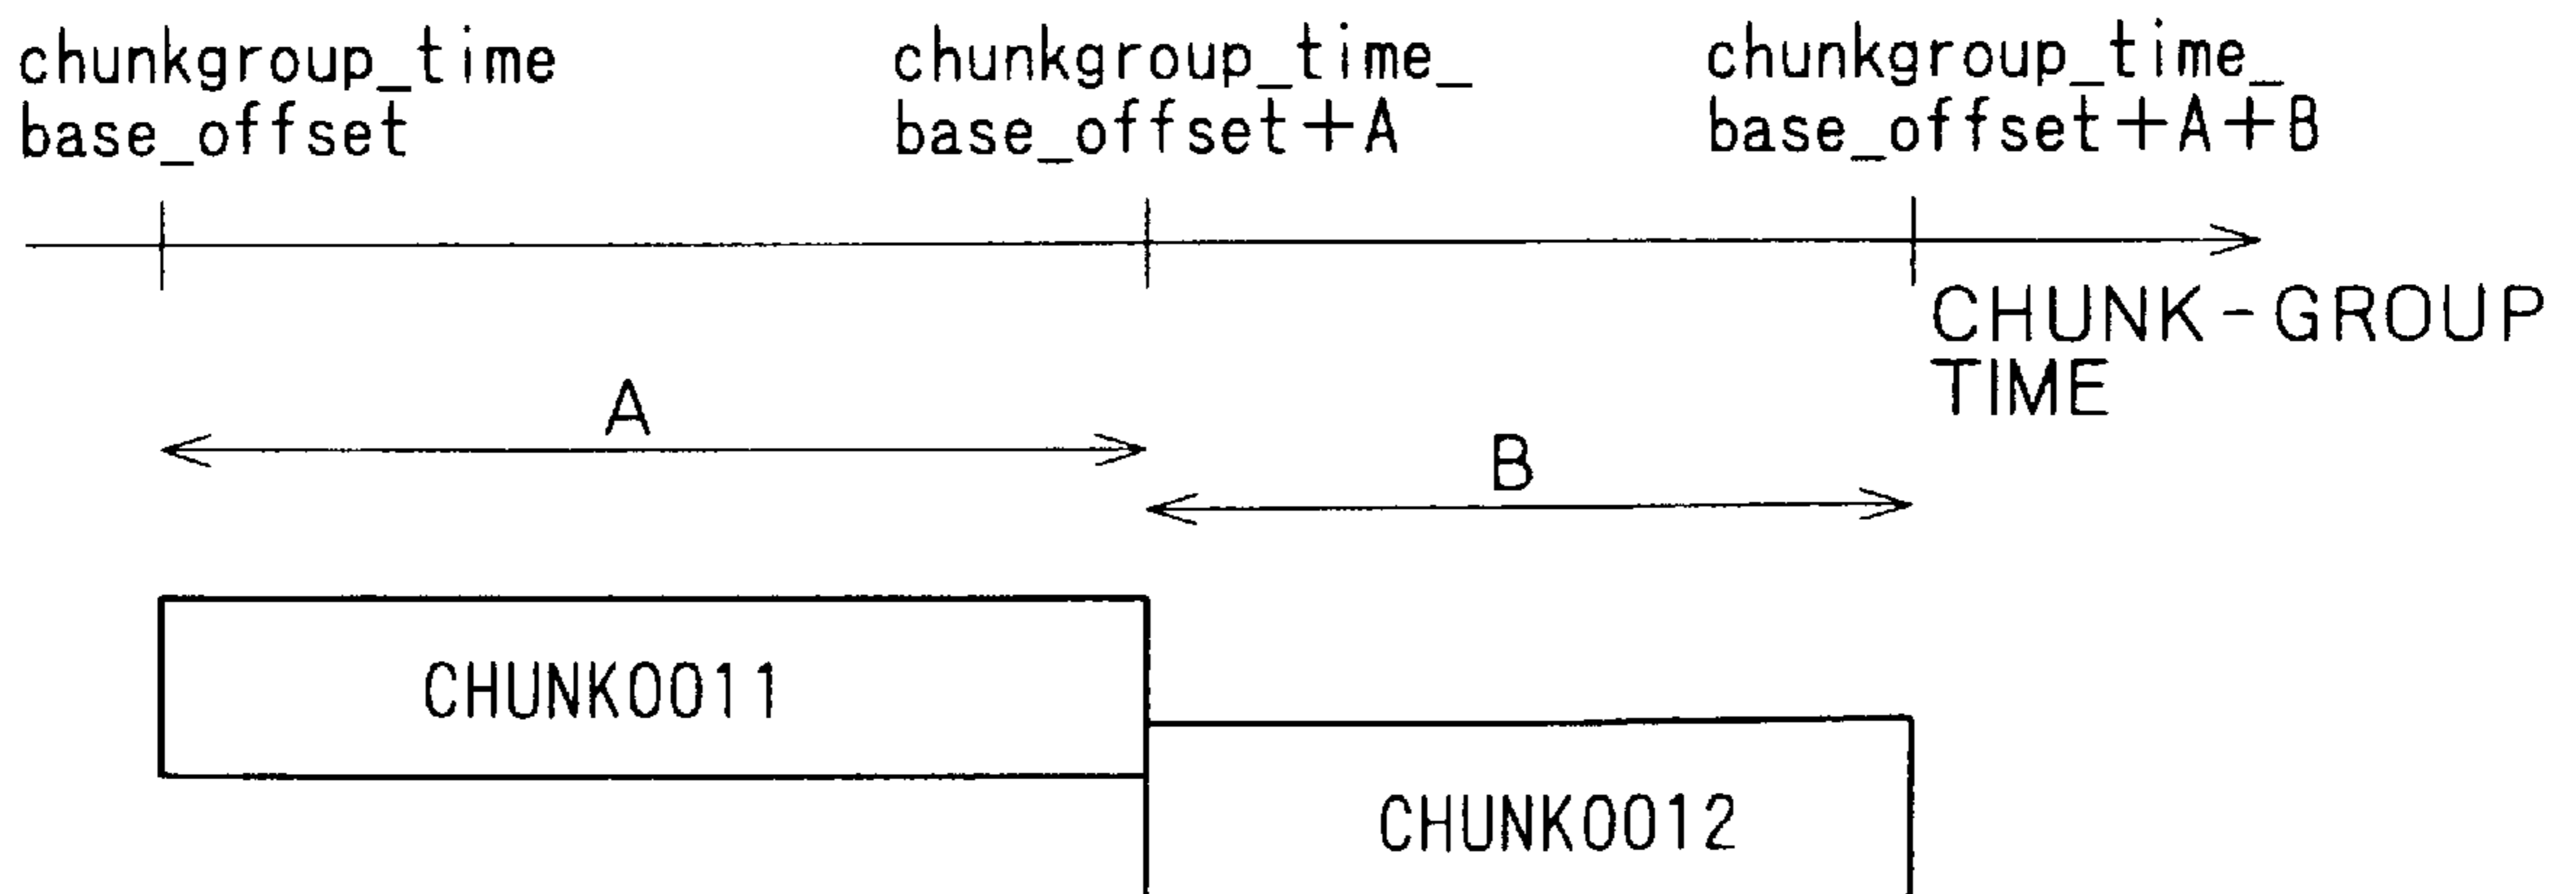 chunkgroup_time
base_offset
chunkgroup_time_
base_offset+A
chunkgroup_time_
base_offset+A+B
CHUNK-GROUP
TIME
A
B
CHUNK0011
CHUNK0012